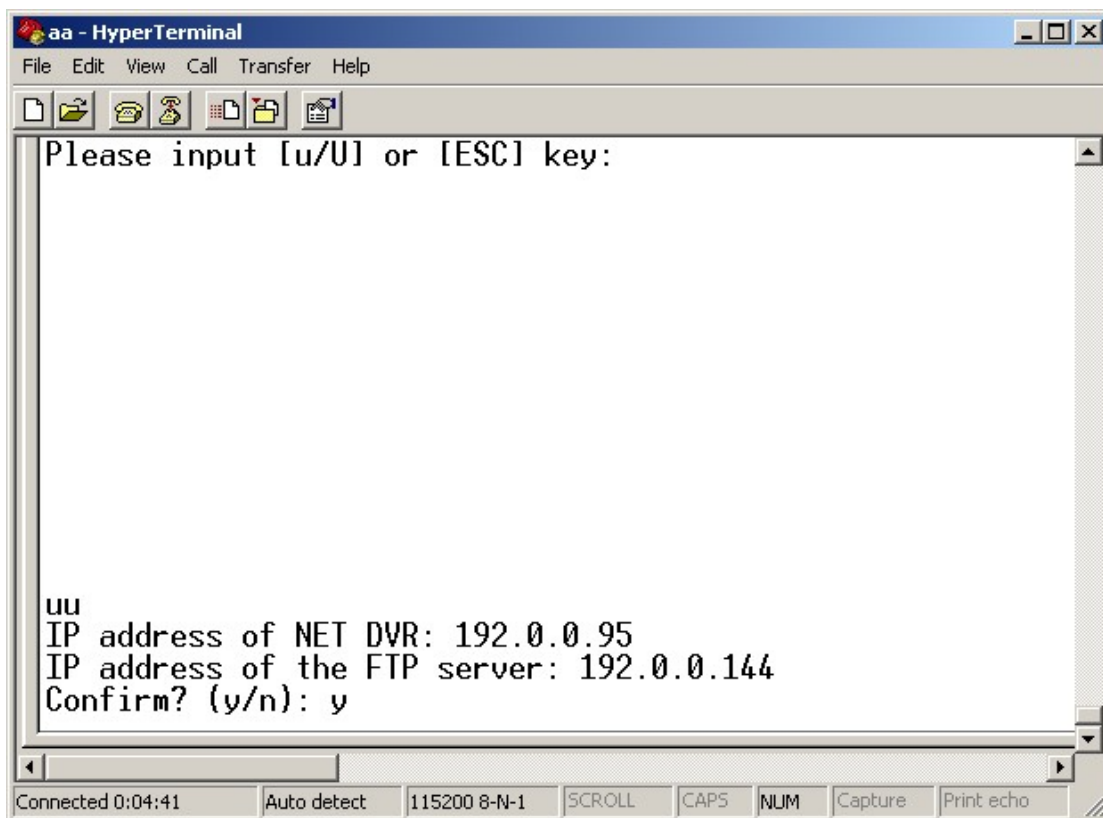 aa - HyperTerminal
File Edit View Call Transfer Help
Please input [u/U] or [ESC] key:
uu
IP address of NET DVR: 192.0.0.95
IP address of the FTP server: 192.0.0.144
Confirm? (y/n): y
Connected 0:04:41 Auto detect 115200 8-N-1 SCROLL CAPS NUM Capture Print echo